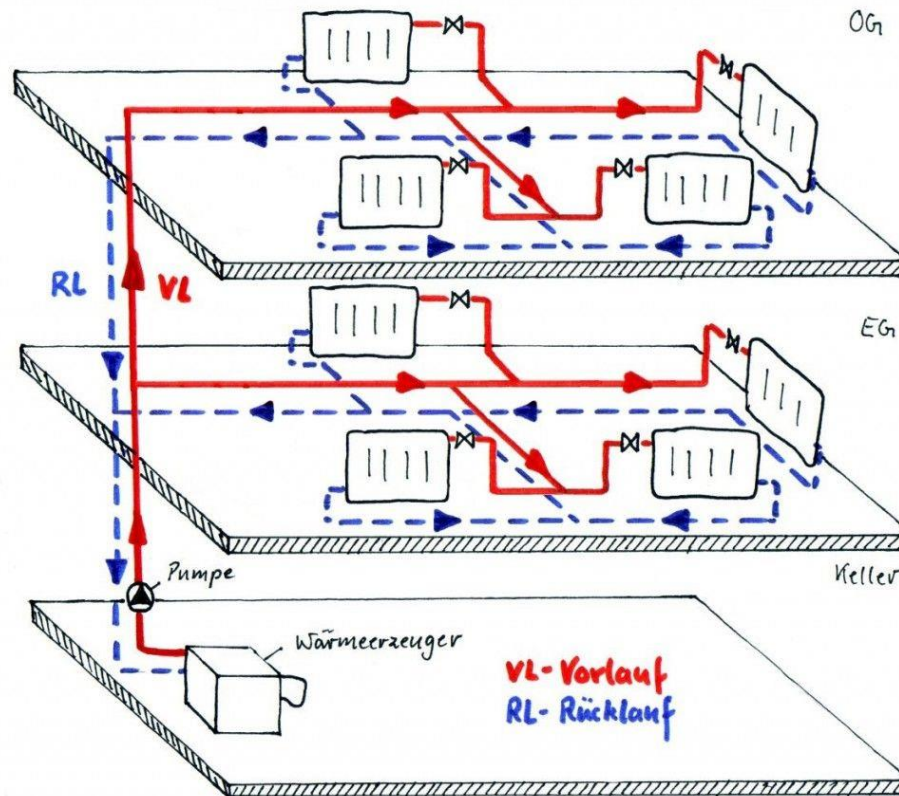 OG
RL
VL
EG
Keller
Pumpe
Wärmeerzeuger
VL-Vorlauf
RL-Rücklauf